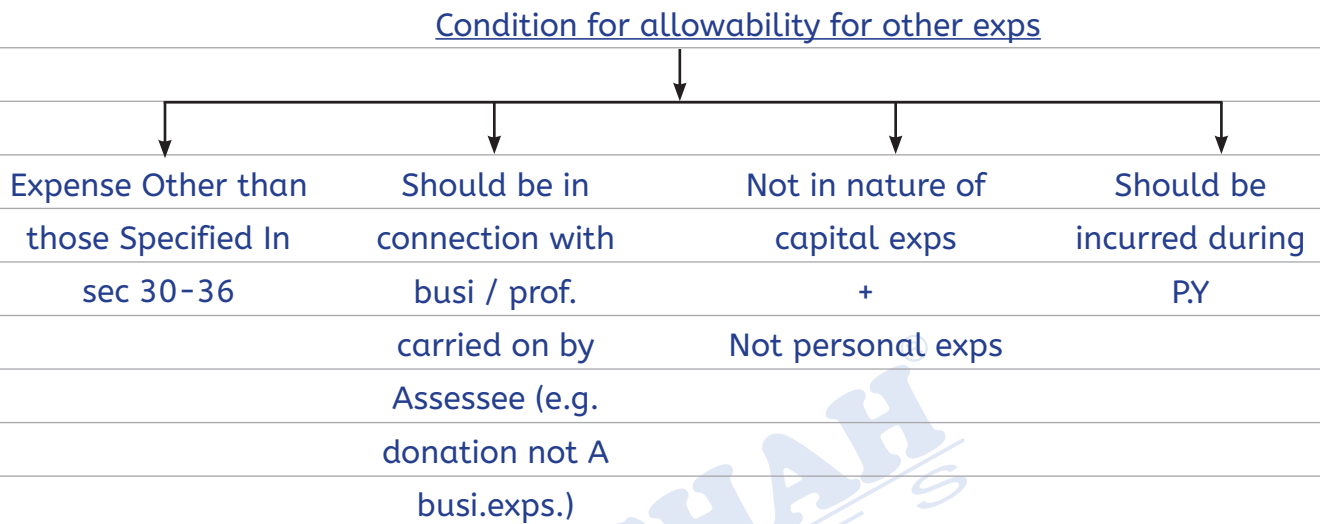 Condition for allowability for other exps
Expense Other than
those Specified In
sec 30-36
Should be in
connection with
busi / prof.
carried on by
Assessee (e.g.
donation not A
busi.exps.)
Not in nature of
capital exps
+
Not personal exps
Should be
incurred during
P.Y